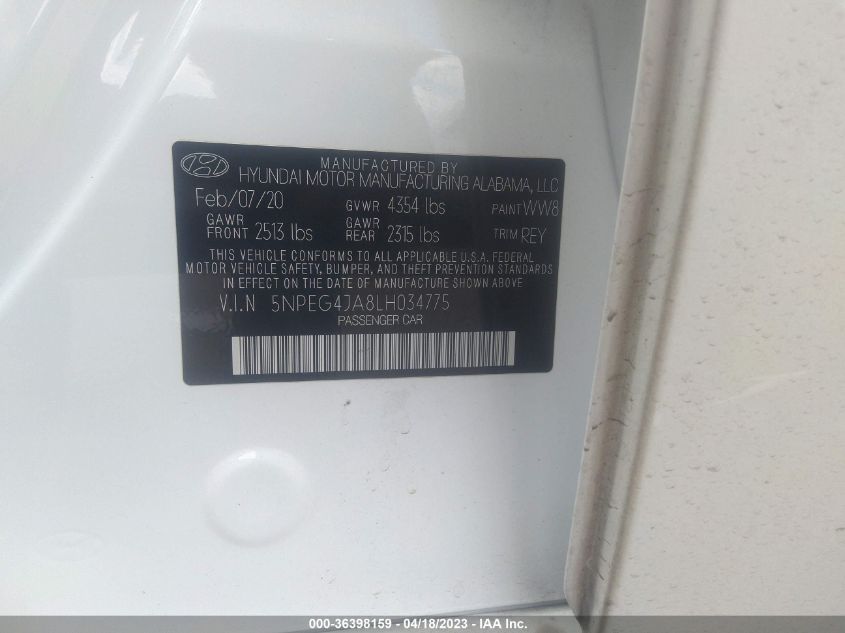 MANUFACTURED BY
HYUNDAI MOTOR MANUFACTURING ALABAMA, LLC
Feb/07/20 GVWR 4354 lbs PAINT WW8
GAWR FRONT 2513 lbs GAWR REAR 2315 lbs TRIM REY
THIS VEHICLE CONFORMS TO ALL APPLICABLE U.S.A. FEDERAL
MOTOR VEHICLE SAFETY, BUMPER, AND THEFT PREVENTION STANDARDS
IN EFFECT ON THE DATE OF MANUFACTURE SHOWN ABOVE.
V.I.N 5NPEG4JA8LH034775
PASSENGER CAR
000-36398159 - 04/18/2023 - IAA Inc.